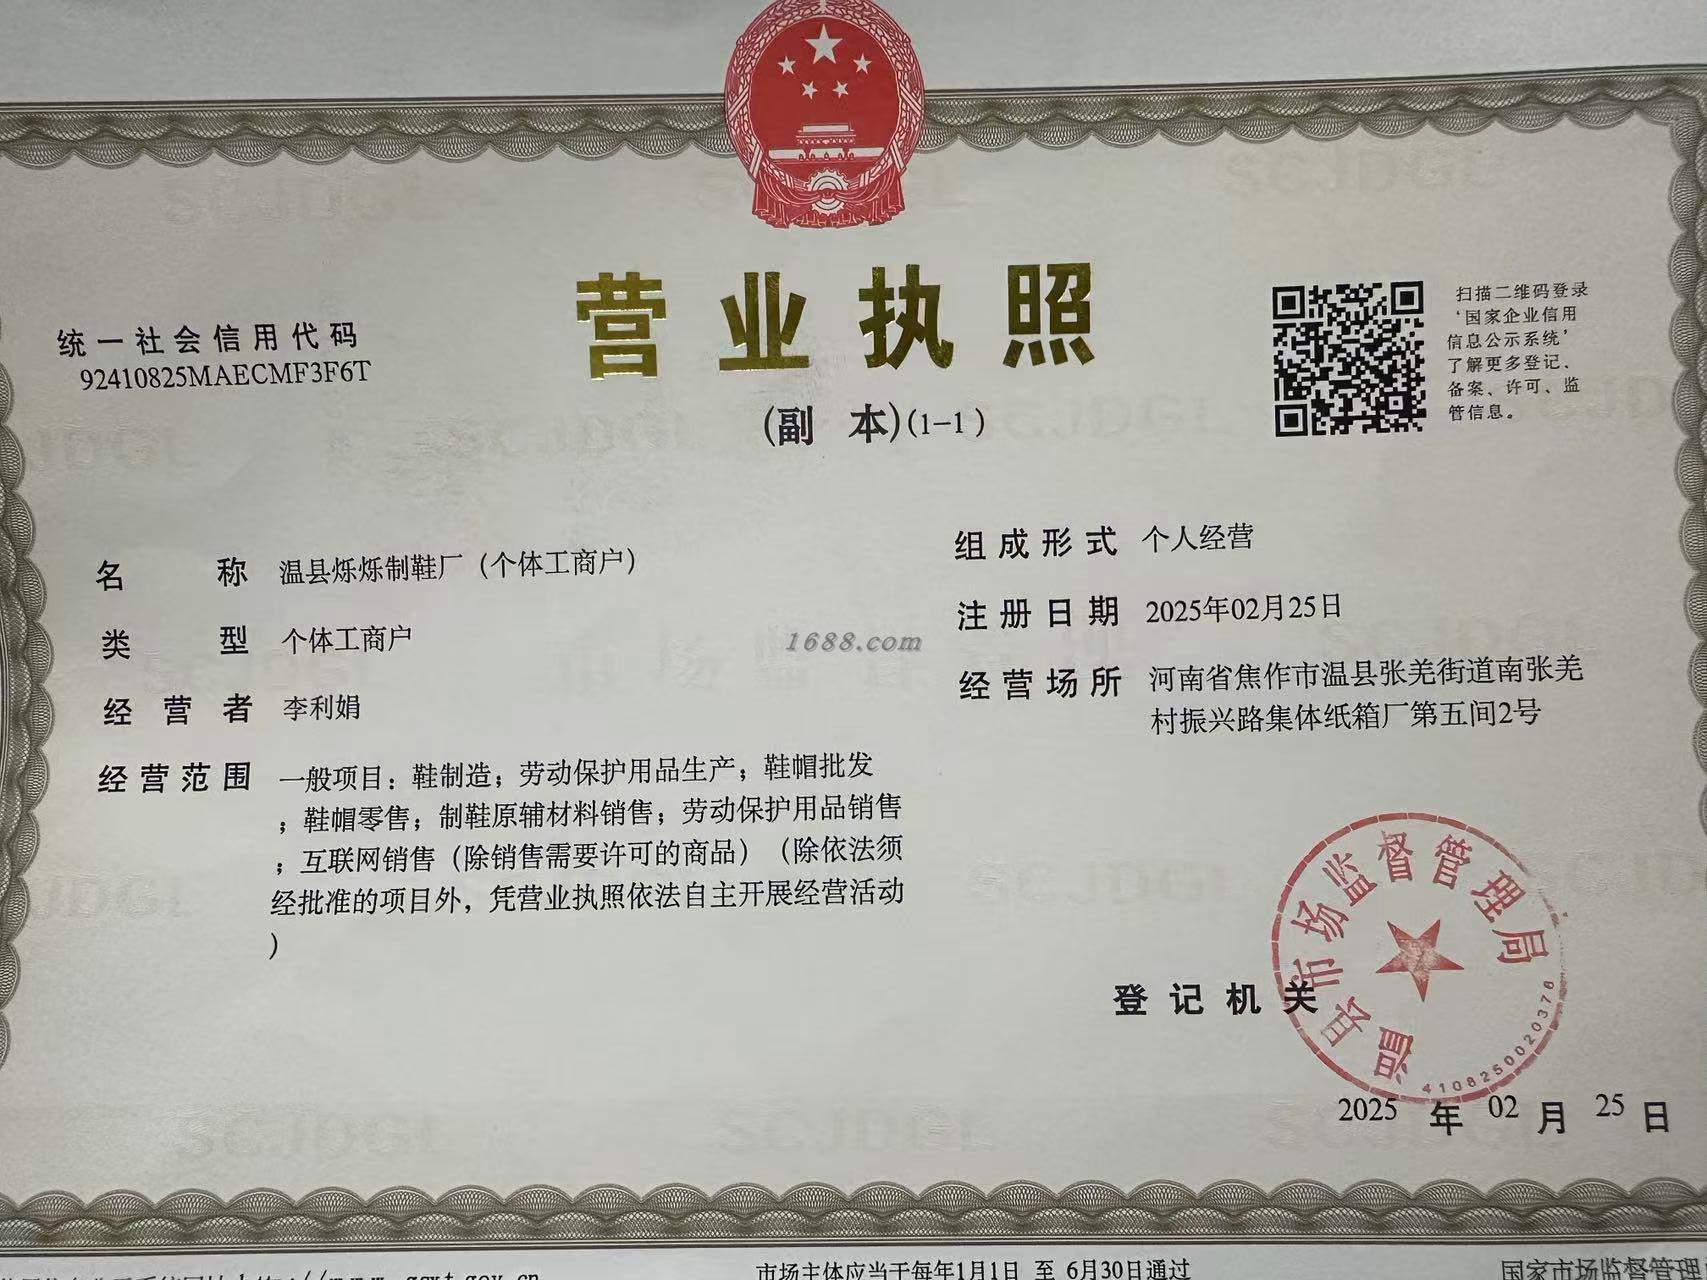 营业执照
(副 本)(1-1)
统一社会信用代码
92410825MAECMF3F6T
扫描二维码登录
‘国家企业信用
信息公示系统’
了解更多登记、
备案、许可、监
管信息。
名 称 温县烁烁制鞋厂（个体工商户）
类 型 个体工商户
经 营 者 李利娟
经营范围 一般项目：鞋制造；劳动保护用品生产；鞋帽批发
；鞋帽零售；制鞋原辅材料销售；劳动保护用品销售
；互联网销售（除销售需要许可的商品）（除依法须
经批准的项目外，凭营业执照依法自主开展经营活动
）
组成形式 个人经营
注册日期 2025年02月25日
经营场所 河南省焦作市温县张羌街道南张羌
村振兴路集体纸箱厂第五间2号
1688.com
登记机关
温县市场监督管理局
4108250020376
2025 年 02 月 25 日
SCJDGL
市场主体应当于每年1月1日 至 6月30日通过
国家市场监督管理